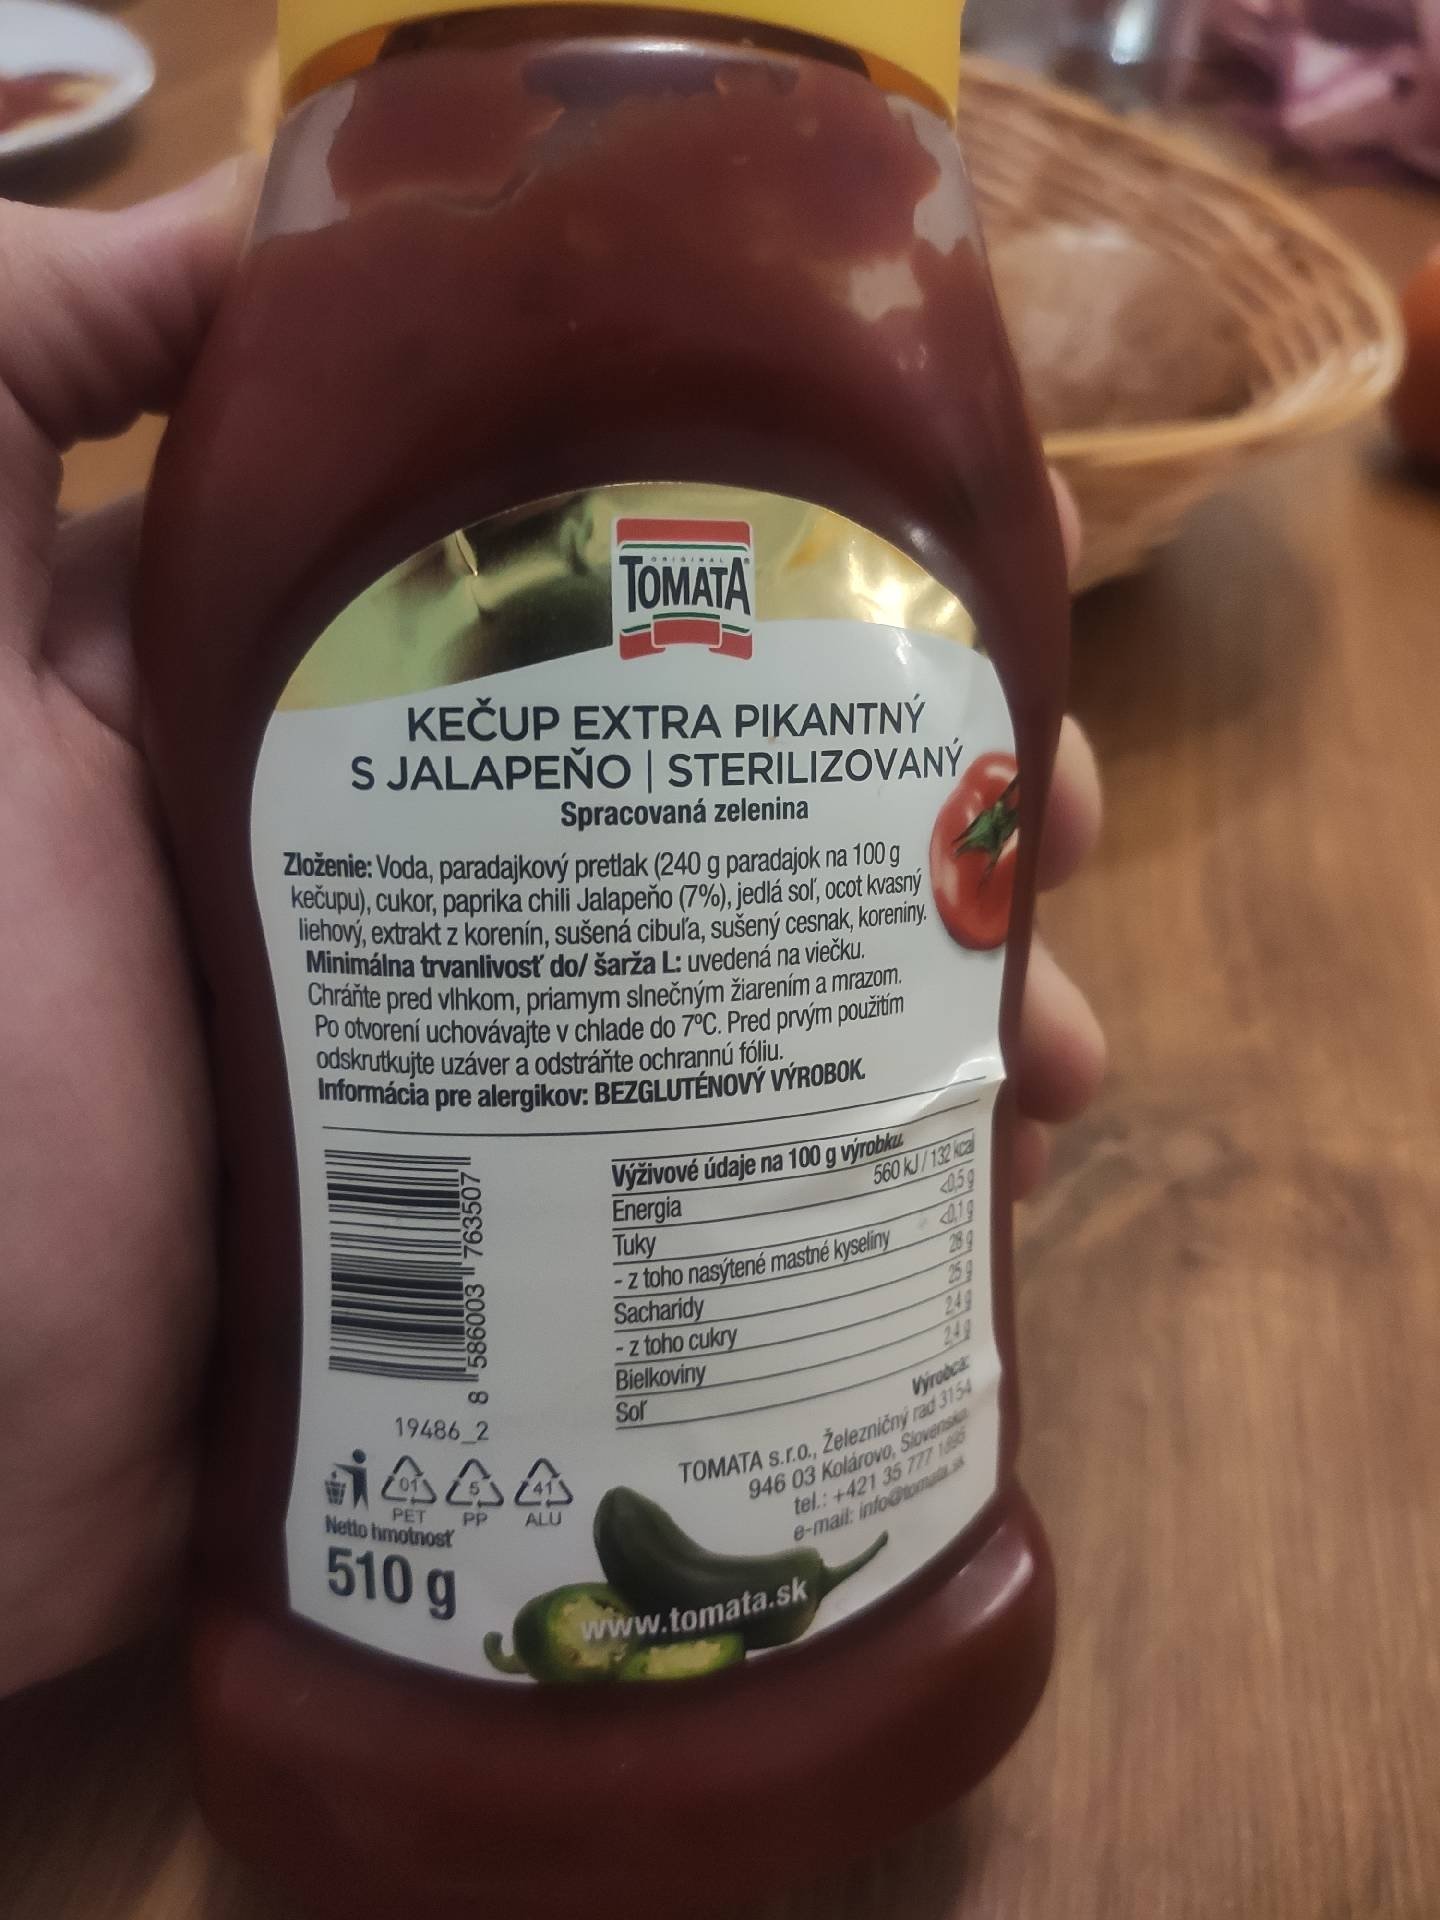 ORIGINAL
TOMATA
KEČUP EXTRA PIKANTNÝ
S JALAPEÑO | STERILIZOVANÝ
Spracovaná zelenina
Zloženie: Voda, paradajkový pretlak (240 g paradajok na 100 g
kečupu), cukor, paprika chili Jalapeňo (7%), jedlá soľ, ocot kvasný
liehový, extrakt z korenín, sušená cibuľa, sušený cesnak, koreniny.
Minimálna trvanlivosť do/ šarža L: uvedená na viečku.
Chráňte pred vlhkom, priamym slnečným žiarením a mrazom.
Po otvorení uchovávajte v chlade do 7°C. Pred prvým použitím
odskrutkujte uzáver a odstráňte ochrannú fóliu.
Informácia pre alergikov: BEZGLUTÉNOVÝ VÝROBOK.
Výživové údaje na 100 g výrobku.
Energia 560 kJ / 132 kcal
Tuky <0,5 g
- z toho nasýtené mastné kyseliny <0,1 g
Sacharidy 28 g
- z toho cukry 25 g
Bielkoviny 2,4 g
Soľ 2,4 g
8 586003 763507
19486_2
01 5 41
PET PP ALU
Netto hmotnosť
510 g
Výrobca:
TOMATA s.r.o., Železničný rad 3154
946 03 Kolárovo, Slovensko
tel.: +421 35 777 1895
e-mail: info@tomata.sk
www.tomata.sk